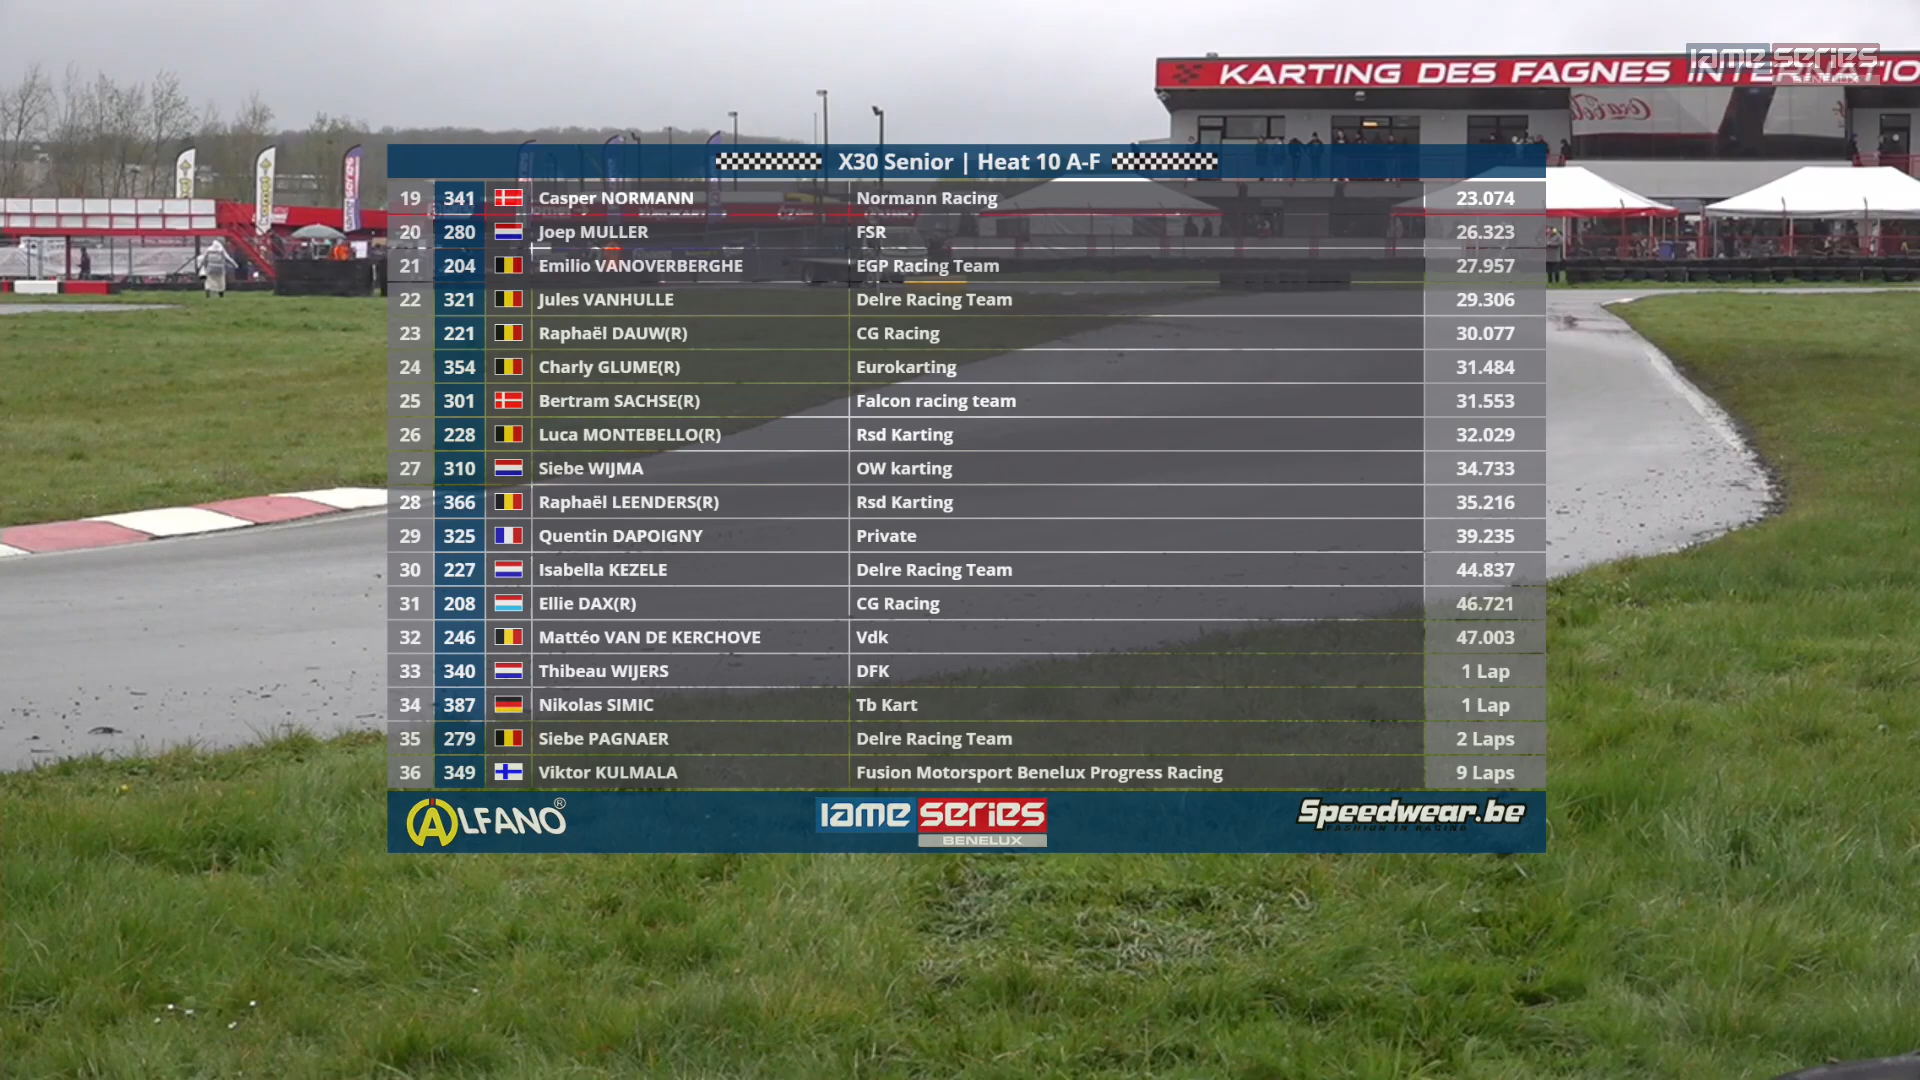 KARTING DES FAGNES INTERNATIO
iame series
BENELUX
Coca-Cola
X30 Senior | Heat 10 A-F
19 341 Casper NORMANN Normann Racing 23.074
20 280 Joep MULLER FSR 26.323
21 204 Emilio VANOVERBERGHE EGP Racing Team 27.957
22 321 Jules VANHULLE Delre Racing Team 29.306
23 221 Raphaël DAUW(R) CG Racing 30.077
24 354 Charly GLUME(R) Eurokarting 31.484
25 301 Bertram SACHSE(R) Falcon racing team 31.553
26 228 Luca MONTEBELLO(R) Rsd Karting 32.029
27 310 Siebe WIJMA OW karting 34.733
28 366 Raphaël LEENDERS(R) Rsd Karting 35.216
29 325 Quentin DAPOIGNY Private 39.235
30 227 Isabella KEZELE Delre Racing Team 44.837
31 208 Ellie DAX(R) CG Racing 46.721
32 246 Mattéo VAN DE KERCHOVE Vdk 47.003
33 340 Thibeau WIJERS DFK 1 Lap
34 387 Nikolas SIMIC Tb Kart 1 Lap
35 279 Siebe PAGNAER Delre Racing Team 2 Laps
36 349 Viktor KULMALA Fusion Motorsport Benelux Progress Racing 9 Laps
ALFANO®
iame series
BENELUX
Speedwear.be
FASHION IN RACING